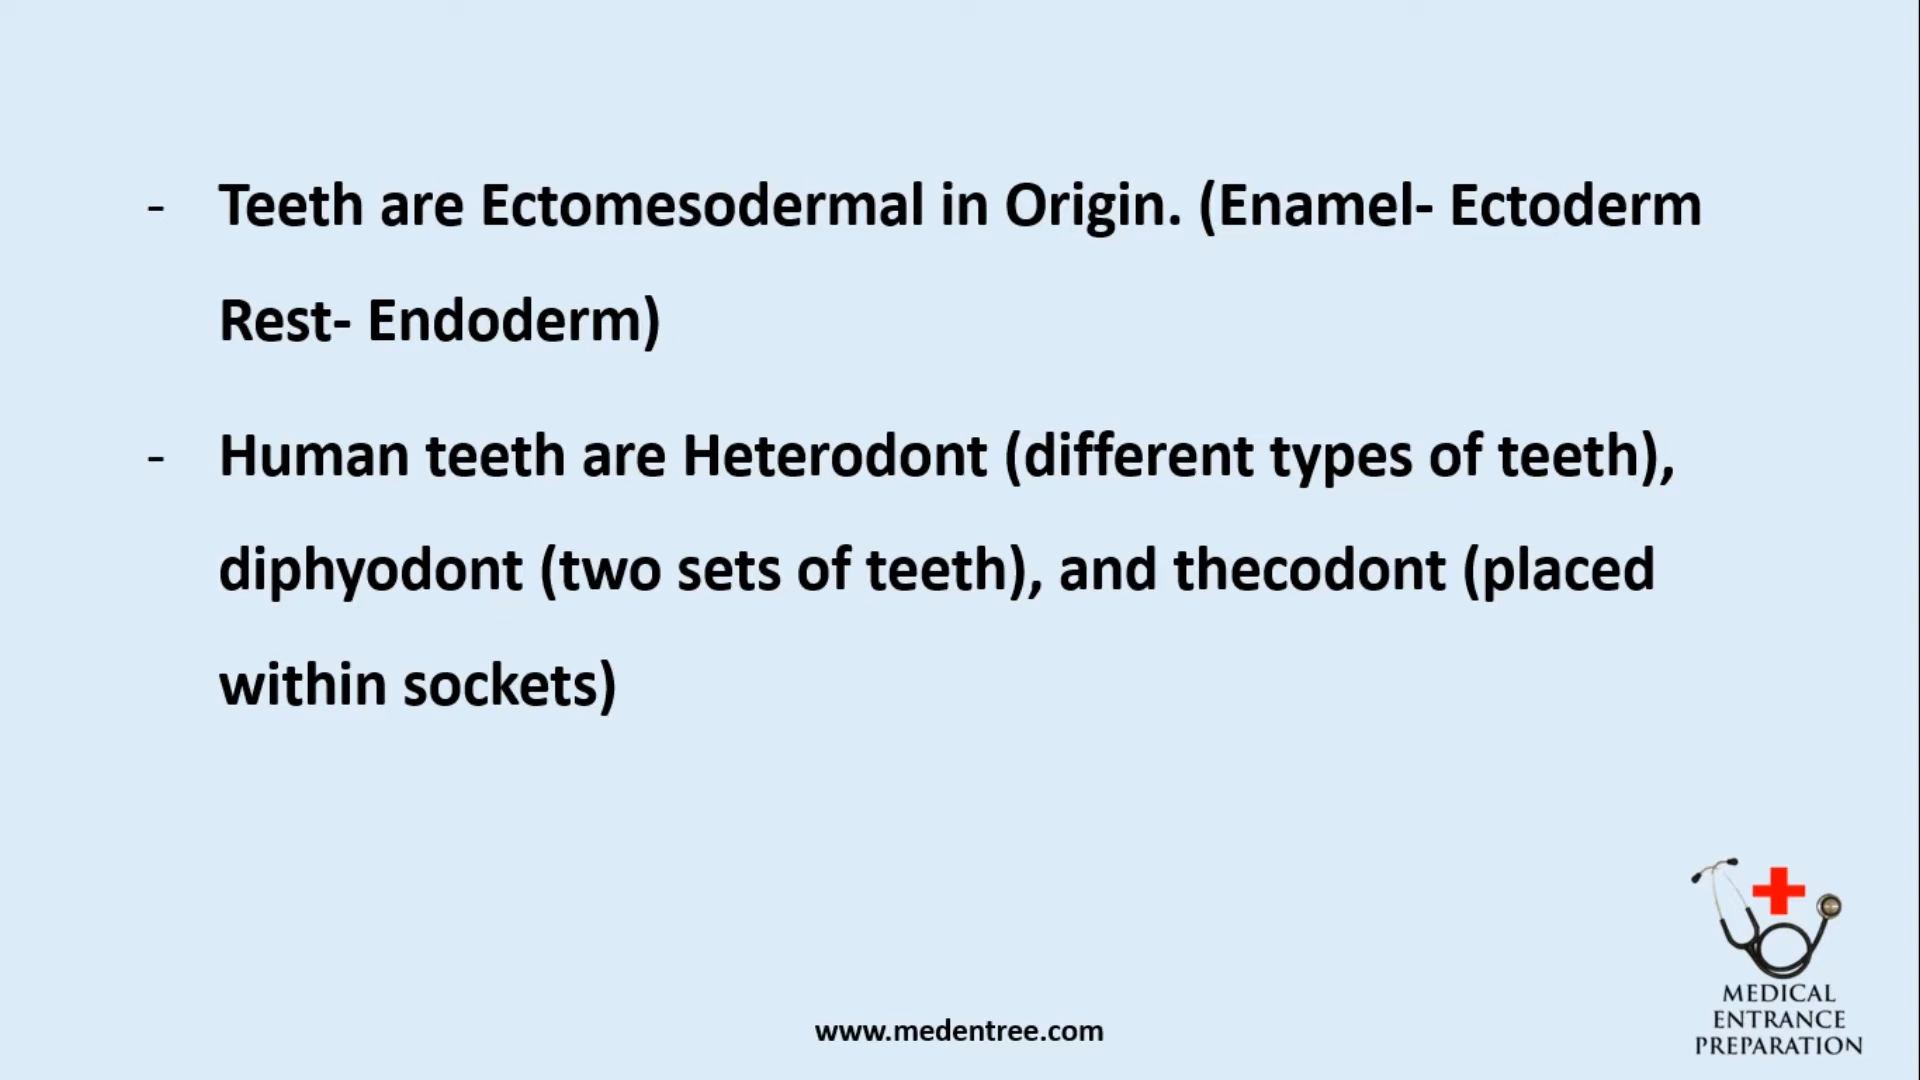 - Teeth are Ectomesodermal in Origin. (Enamel- Ectoderm
Rest- Endoderm)
- Human teeth are Heterodont (different types of teeth),
diphyodont (two sets of teeth), and thecodont (placed
within sockets)
www.medentree.com
MEDICAL
ENTRANCE
PREPARATION